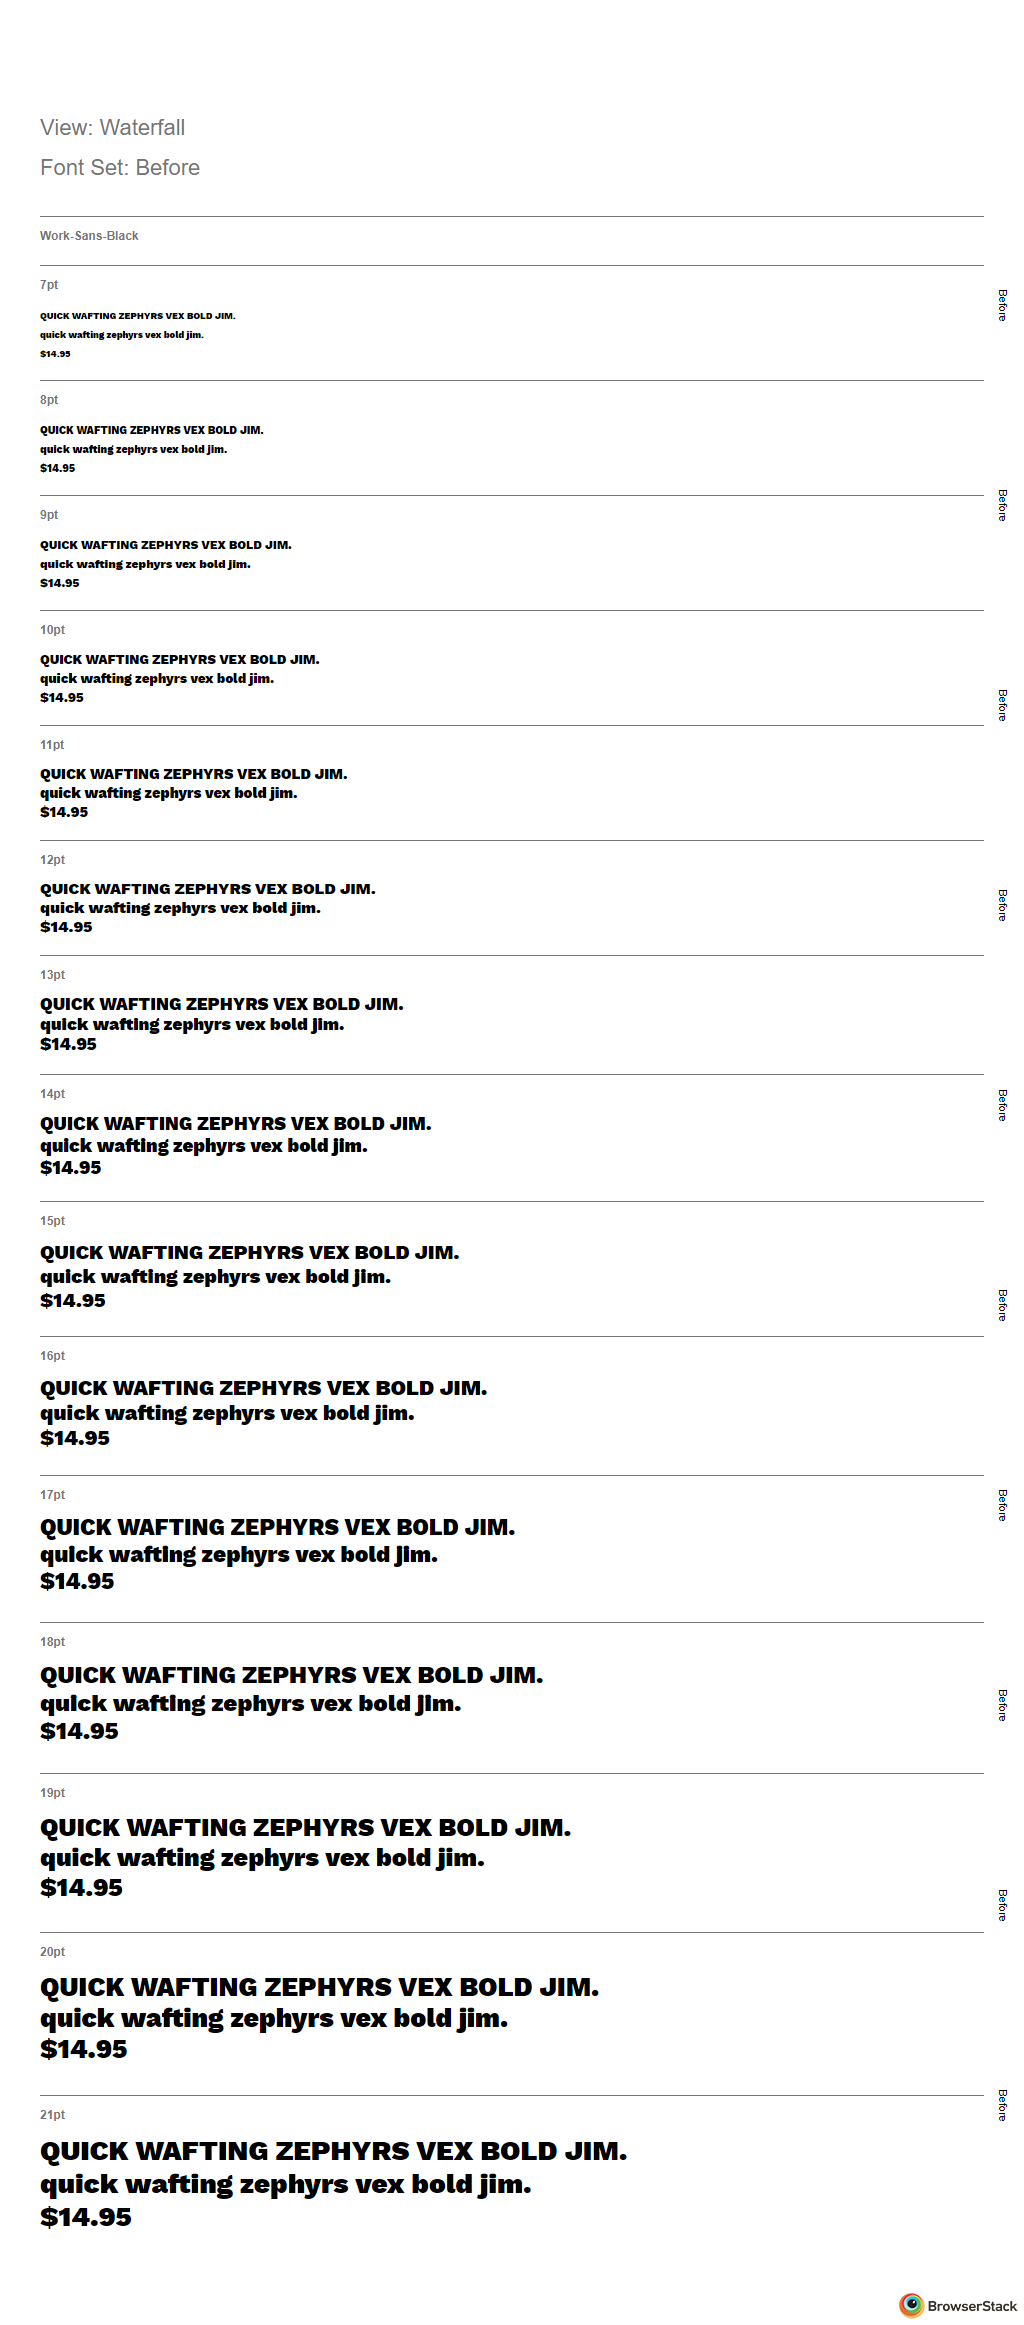 View: Waterfall
Font Set: Before
Work-Sans-Black
7pt
QUICK WAFTING ZEPHYRS VEX BOLD JIM.
quick wafting zephyrs vex bold jim.
$14.95
Before
8pt
QUICK WAFTING ZEPHYRS VEX BOLD JIM.
quick wafting zephyrs vex bold jim.
$14.95
Before
9pt
QUICK WAFTING ZEPHYRS VEX BOLD JIM.
quick wafting zephyrs vex bold jim.
$14.95
10pt
QUICK WAFTING ZEPHYRS VEX BOLD JIM.
quick wafting zephyrs vex bold jim.
$14.95
Before
11pt
QUICK WAFTING ZEPHYRS VEX BOLD JIM.
quick wafting zephyrs vex bold jim.
$14.95
12pt
QUICK WAFTING ZEPHYRS VEX BOLD JIM.
quick wafting zephyrs vex bold jim.
$14.95
Before
13pt
QUICK WAFTING ZEPHYRS VEX BOLD JIM.
quick wafting zephyrs vex bold jim.
$14.95
14pt
QUICK WAFTING ZEPHYRS VEX BOLD JIM.
quick wafting zephyrs vex bold jim.
$14.95
Before
15pt
QUICK WAFTING ZEPHYRS VEX BOLD JIM.
quick wafting zephyrs vex bold jim.
$14.95
Before
16pt
QUICK WAFTING ZEPHYRS VEX BOLD JIM.
quick wafting zephyrs vex bold jim.
$14.95
17pt
QUICK WAFTING ZEPHYRS VEX BOLD JIM.
quick wafting zephyrs vex bold jim.
$14.95
Before
18pt
QUICK WAFTING ZEPHYRS VEX BOLD JIM.
quick wafting zephyrs vex bold jim.
$14.95
Before
19pt
QUICK WAFTING ZEPHYRS VEX BOLD JIM.
quick wafting zephyrs vex bold jim.
$14.95
Before
20pt
QUICK WAFTING ZEPHYRS VEX BOLD JIM.
quick wafting zephyrs vex bold jim.
$14.95
Before
21pt
QUICK WAFTING ZEPHYRS VEX BOLD JIM.
quick wafting zephyrs vex bold jim.
$14.95
BrowserStack